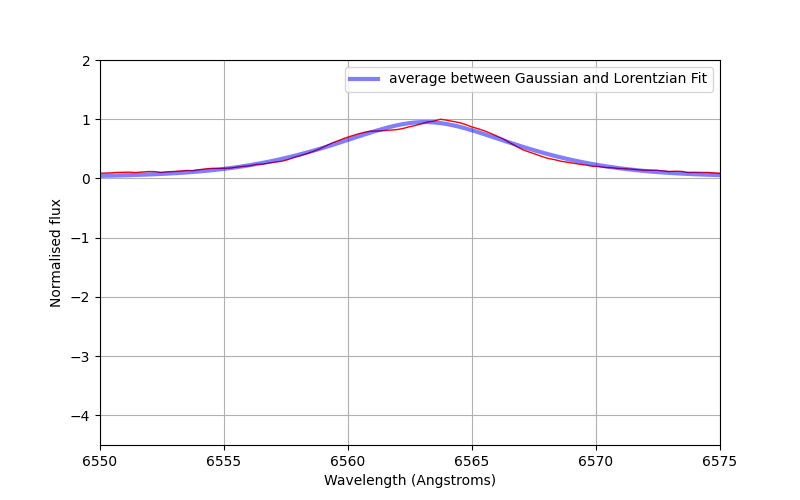 average between Gaussian and Lorentzian Fit
2
1
0
−1
−2
−3
−4
Normalised flux
6550 6555 6560 6565 6570 6575
Wavelength (Angstroms)